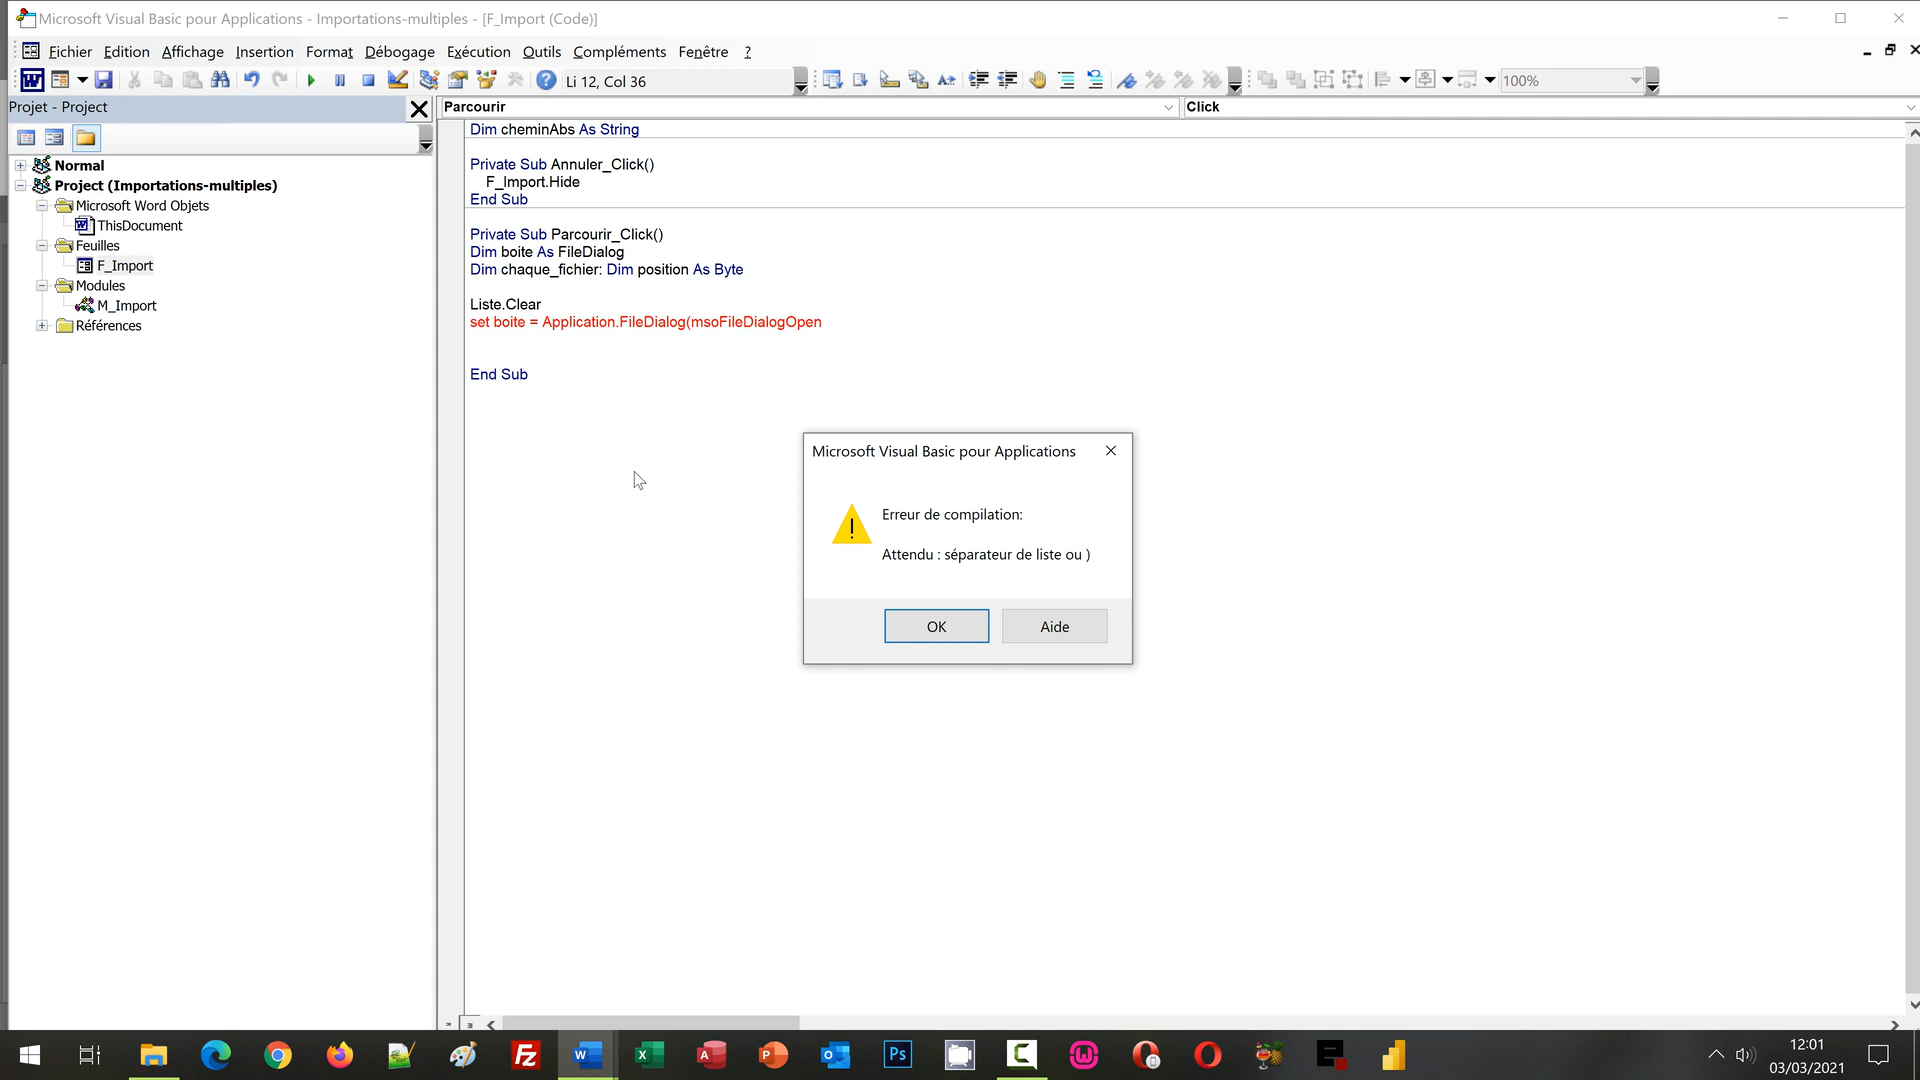 Microsoft Visual Basic pour Applications - Importations-multiples - [F_Import (Code)]
Fichier Edition Affichage Insertion Format Débogage Exécution Outils Compléments Fenêtre ?
Li 12, Col 36
100%
Projet - Project
Parcourir
Click
Normal
Project (Importations-multiples)
Microsoft Word Objets
ThisDocument
Feuilles
F_Import
Modules
M_Import
Références
Dim cheminAbs As String
Private Sub Annuler_Click()
F_Import.Hide
End Sub
Private Sub Parcourir_Click()
Dim boite As FileDialog
Dim chaque_fichier: Dim position As Byte
Liste.Clear
set boite = Application.FileDialog(msoFileDialogOpen
End Sub
Microsoft Visual Basic pour Applications
Erreur de compilation:
Attendu : séparateur de liste ou )
OK
Aide
12:01
03/03/2021